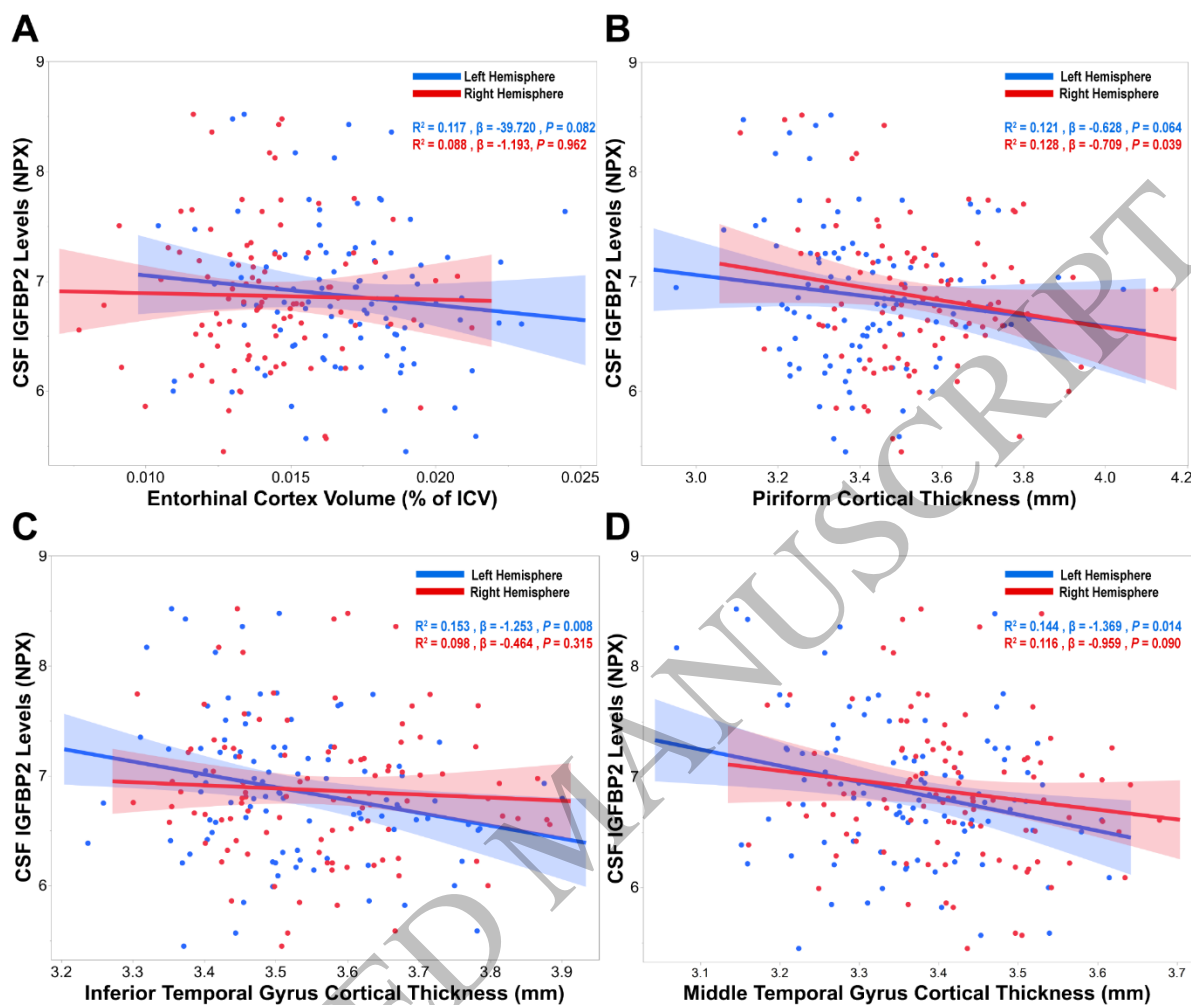 A
CSF IGFBP2 Levels (NPX)
9
8
7
6
Left Hemisphere
Right Hemisphere
R² = 0.117 , β = -39.720 , P = 0.082
R² = 0.088 , β = -1.193, P = 0.962
0.010 0.015 0.020 0.025
Entorhinal Cortex Volume (% of ICV)
B
CSF IGFBP2 Levels (NPX)
9
8
7
6
Left Hemisphere
Right Hemisphere
R² = 0.121 , β = -0.628 , P = 0.064
R² = 0.128 , β = -0.709 , P = 0.039
3.0 3.2 3.4 3.6 3.8 4.0 4.2
Piriform Cortical Thickness (mm)
C
CSF IGFBP2 Levels (NPX)
9
8
7
6
Left Hemisphere
Right Hemisphere
R² = 0.153 , β = -1.253 , P = 0.008
R² = 0.098 , β = -0.464 , P = 0.315
3.2 3.3 3.4 3.5 3.6 3.7 3.8 3.9
Inferior Temporal Gyrus Cortical Thickness (mm)
D
CSF IGFBP2 Levels (NPX)
9
8
7
6
Left Hemisphere
Right Hemisphere
R² = 0.144 , β = -1.369 , P = 0.014
R² = 0.116 , β = -0.959 , P = 0.090
3.1 3.2 3.3 3.4 3.5 3.6 3.7
Middle Temporal Gyrus Cortical Thickness (mm)
ED MANUSCRIPT